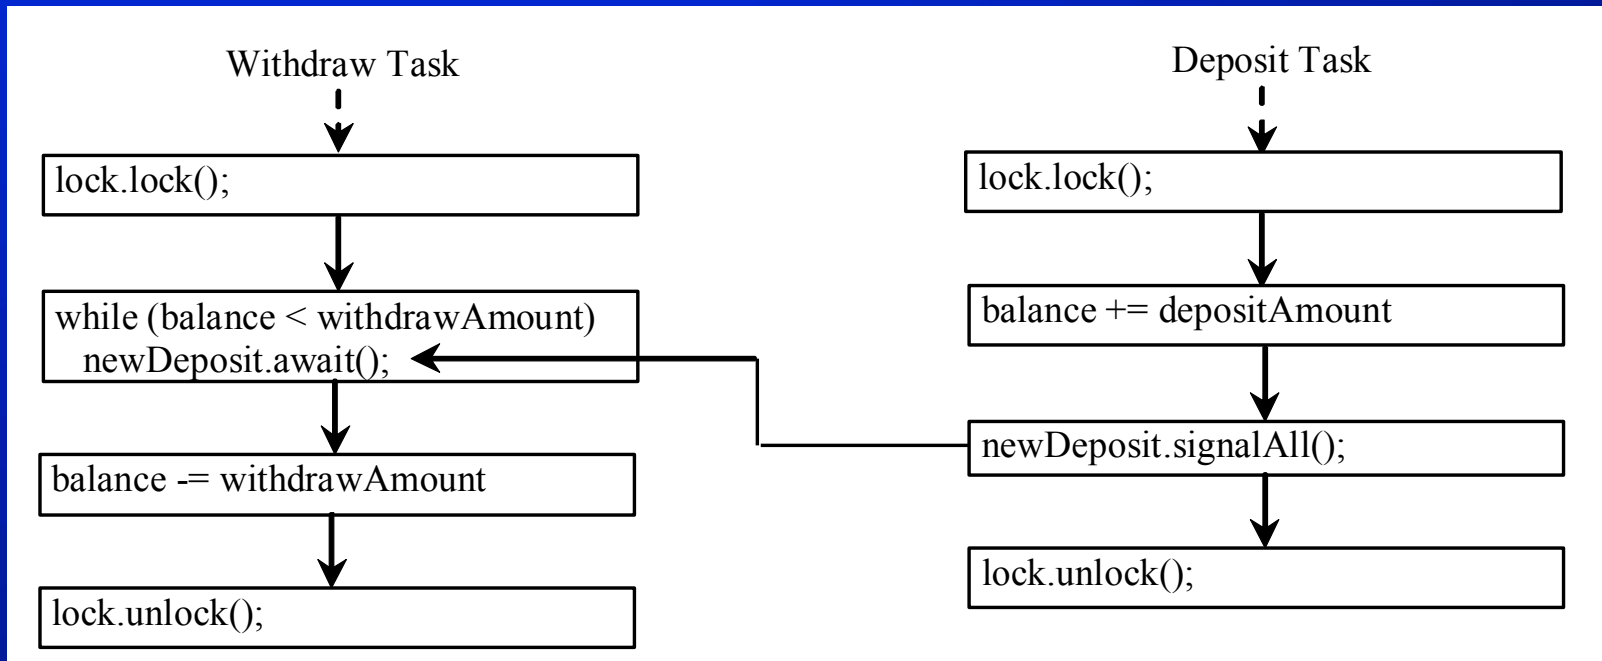 Withdraw Task
lock.lock();
while (balance < withdrawAmount)
newDeposit.await();
balance -= withdrawAmount
lock.unlock();
Deposit Task
lock.lock();
balance += depositAmount
newDeposit.signalAll();
lock.unlock();